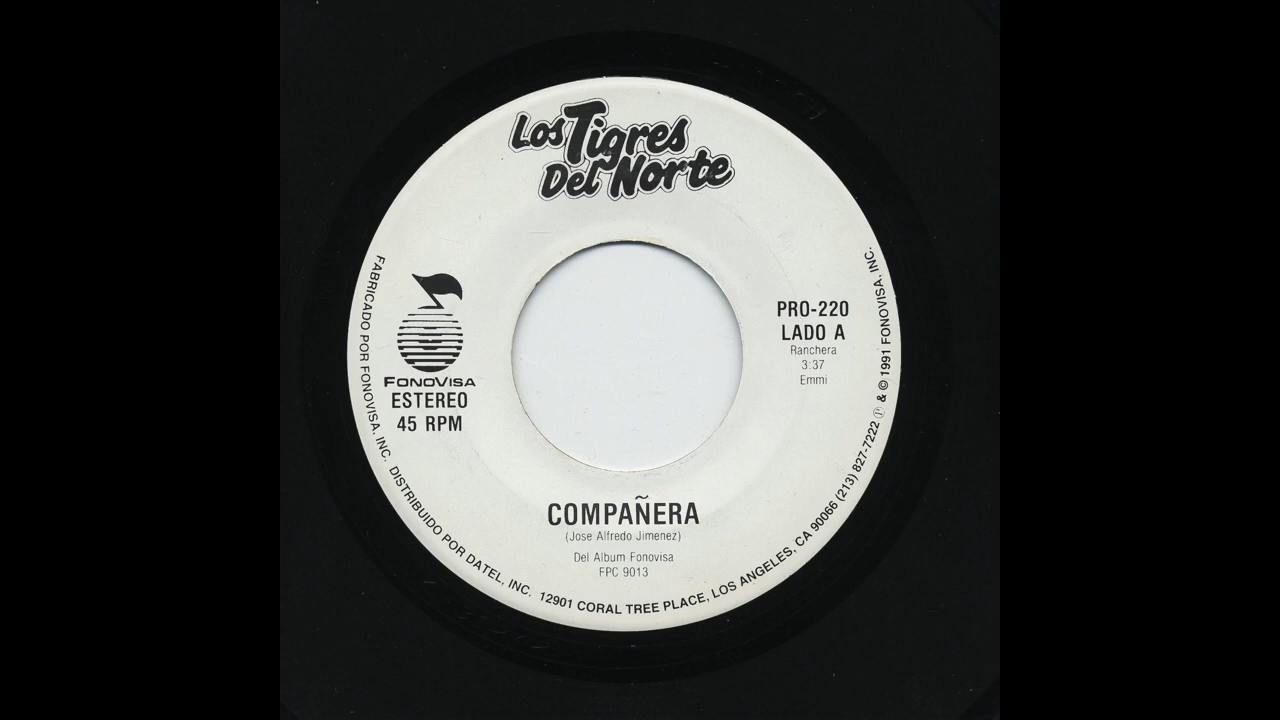 Los Tigres
Del Norte
FONOVISA
ESTEREO
45 RPM
PRO-220
LADO A
Ranchera
3:37
Emmi
COMPAÑERA
(Jose Alfredo Jimenez)
Del Album Fonovisa
FPC 9013
FABRICADO POR FONOVISA, INC. DISTRIBUIDO POR DATEL, INC. 12901 CORAL TREE PLACE, LOS ANGELES, CA 90066 (213) 827-7222 ℗ & © 1991 FONOVISA, INC.